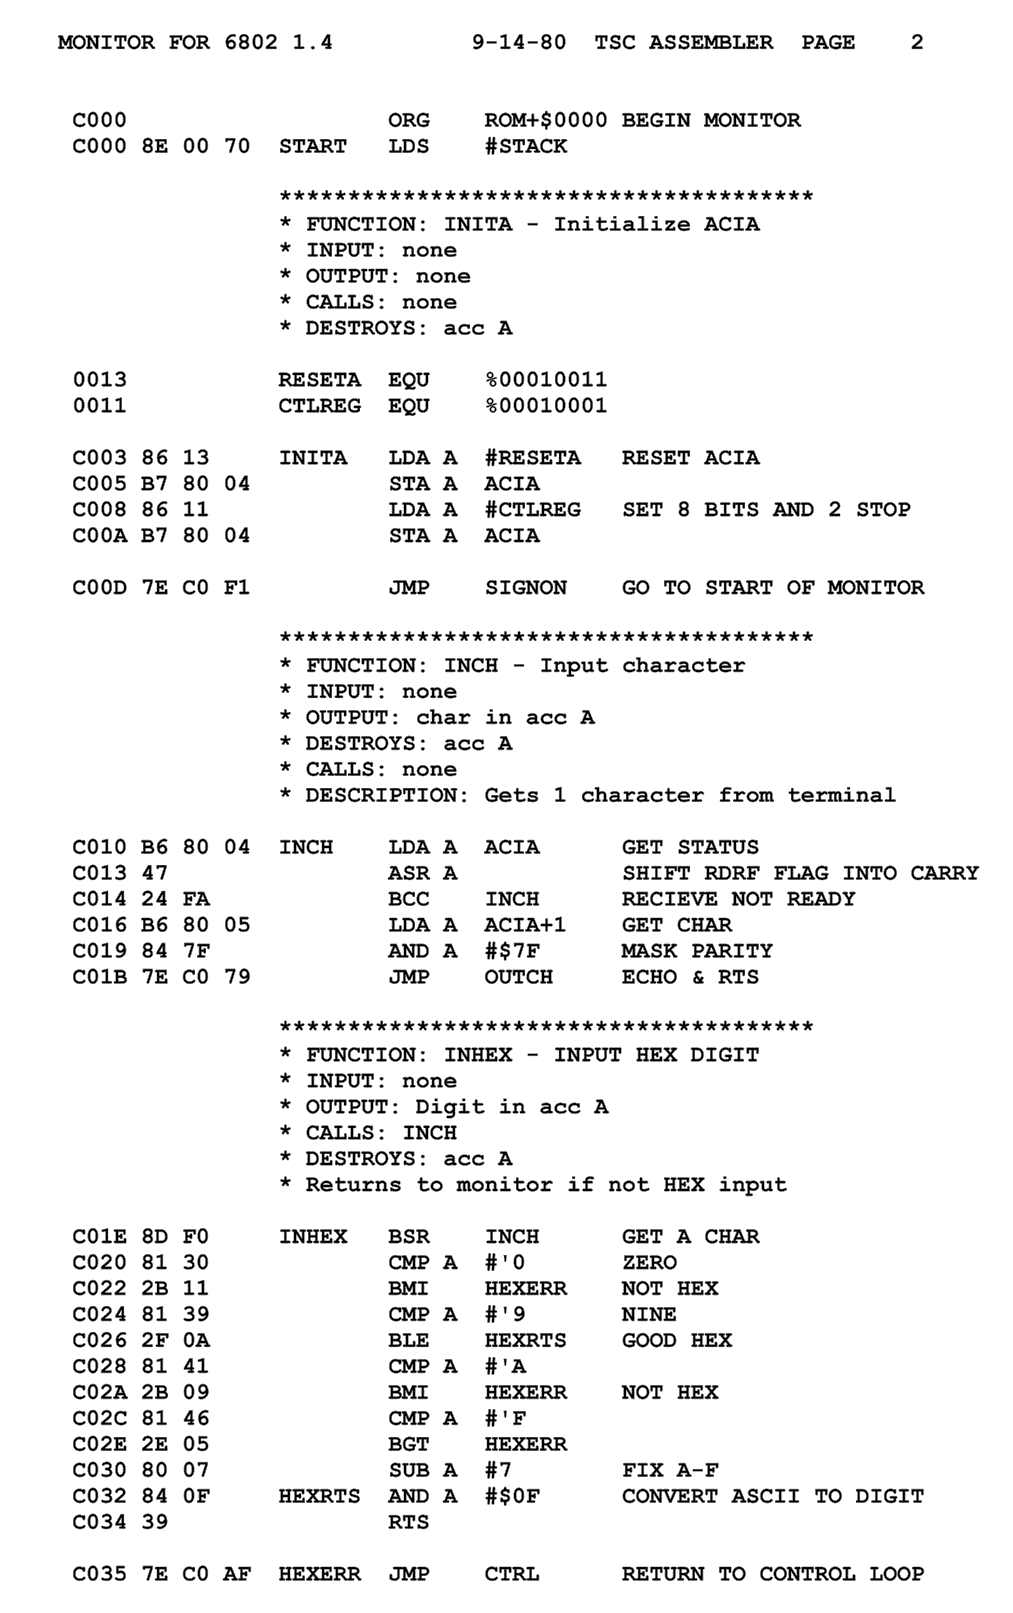 MONITOR FOR 6802 1.4          9-14-80  TSC ASSEMBLER  PAGE    2
C000                   ORG    ROM+$0000 BEGIN MONITOR
C000 8E 00 70  START   LDS    #STACK
***************************************
* FUNCTION: INITA - Initialize ACIA
* INPUT: none
* OUTPUT: none
* CALLS: none
* DESTROYS: acc A
0013           RESETA  EQU    %00010011
0011           CTLREG  EQU    %00010001
C003 86 13     INITA   LDA A  #RESETA   RESET ACIA
C005 B7 80 04          STA A  ACIA
C008 86 11             LDA A  #CTLREG   SET 8 BITS AND 2 STOP
C00A B7 80 04          STA A  ACIA
C00D 7E C0 F1          JMP    SIGNON    GO TO START OF MONITOR
***************************************
* FUNCTION: INCH - Input character
* INPUT: none
* OUTPUT: char in acc A
* DESTROYS: acc A
* CALLS: none
* DESCRIPTION: Gets 1 character from terminal
C010 B6 80 04  INCH    LDA A  ACIA      GET STATUS
C013 47                ASR A            SHIFT RDRF FLAG INTO CARRY
C014 24 FA             BCC    INCH      RECIEVE NOT READY
C016 B6 80 05          LDA A  ACIA+1    GET CHAR
C019 84 7F             AND A  #$7F      MASK PARITY
C01B 7E C0 79          JMP    OUTCH     ECHO & RTS
***************************************
* FUNCTION: INHEX - INPUT HEX DIGIT
* INPUT: none
* OUTPUT: Digit in acc A
* CALLS: INCH
* DESTROYS: acc A
* Returns to monitor if not HEX input
C01E 8D F0     INHEX   BSR    INCH      GET A CHAR
C020 81 30             CMP A  #'0       ZERO
C022 2B 11             BMI    HEXERR    NOT HEX
C024 81 39             CMP A  #'9       NINE
C026 2F 0A             BLE    HEXRTS    GOOD HEX
C028 81 41             CMP A  #'A
C02A 2B 09             BMI    HEXERR    NOT HEX
C02C 81 46             CMP A  #'F
C02E 2E 05             BGT    HEXERR
C030 80 07             SUB A  #7        FIX A-F
C032 84 0F     HEXRTS  AND A  #$0F      CONVERT ASCII TO DIGIT
C034 39                RTS
C035 7E C0 AF  HEXERR  JMP    CTRL      RETURN TO CONTROL LOOP